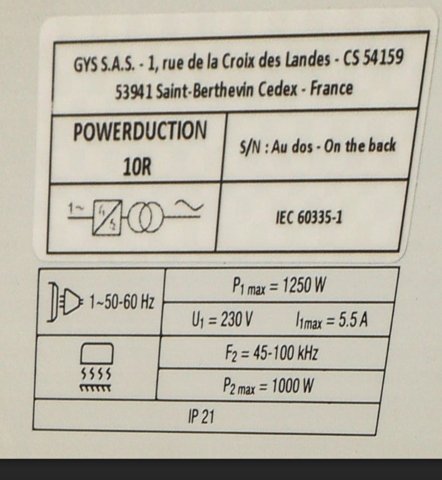 GYS S.A.S. - 1, rue de la Croix des Landes - CS 54159
53941 Saint-Berthevin Cedex - France
POWERDUCTION
10R
S/N : Au dos - On the back
1~
f₁
f₂
IEC 60335-1
1~50-60 Hz
P₁ max = 1250 W
U₁ = 230 V I₁max = 5.5 A
F₂ = 45-100 kHz
P₂ max = 1000 W
IP 21